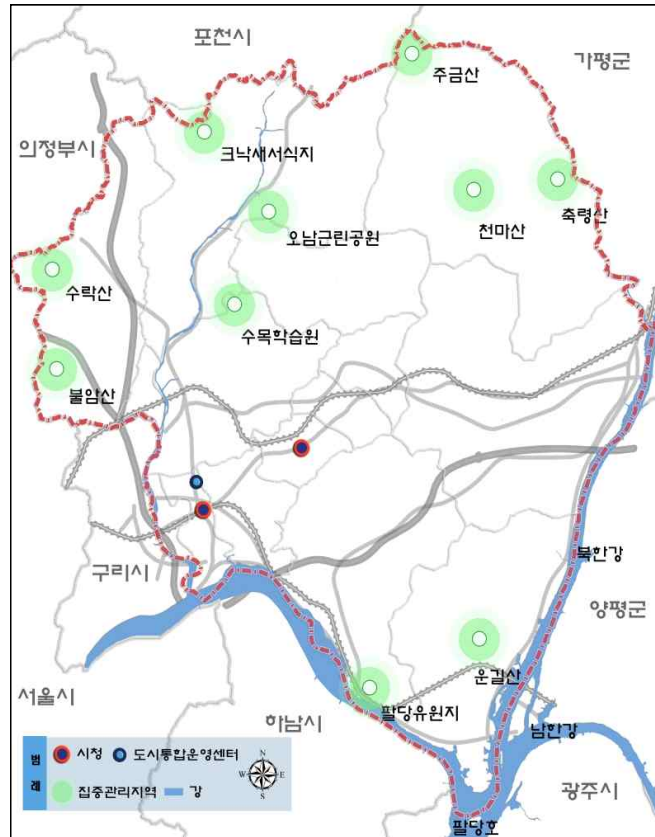 포천시
가평군
주금산
의정부시
크낙새서식지
축령산
천마산
오남근린공원
수락산
수목학습원
불암산
북한강
구리시
양평군
운길산
서울시
팔당유원지
하남시
남한강
광주시
팔당호
범례
시청
도시통합운영센터
집중관리지역
강
N
W
E
S